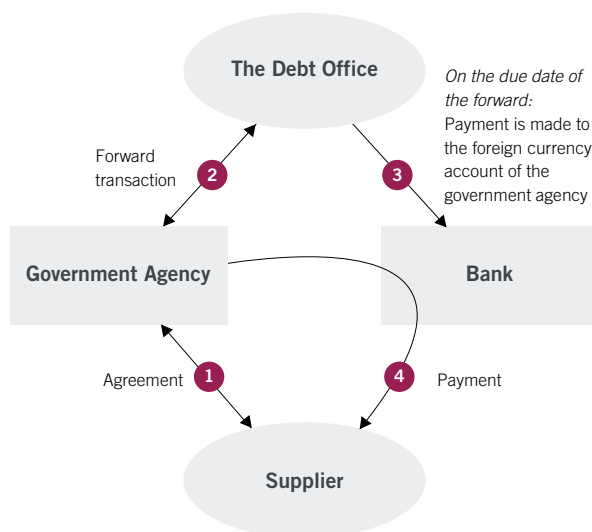 The Debt Office
On the due date of
the forward:
Payment is made to
the foreign currency
account of the
government agency
Forward
transaction
2
3
Government Agency
Bank
Agreement
1
4
Payment
Supplier